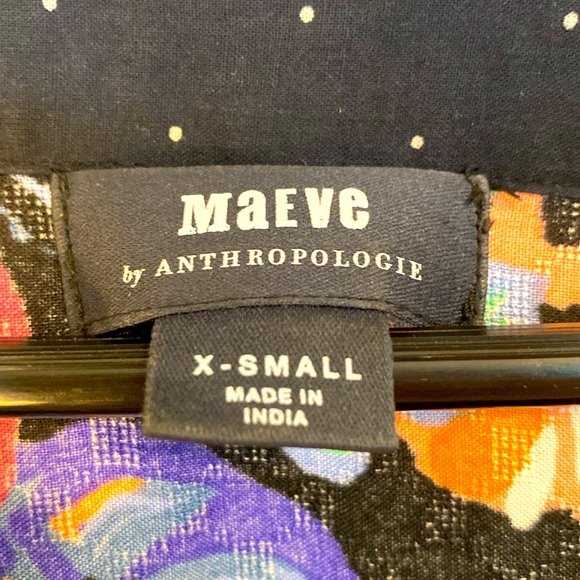 MaEVe
by ANTHROPOLOGIE
X-SMALL
MADE IN
INDIA